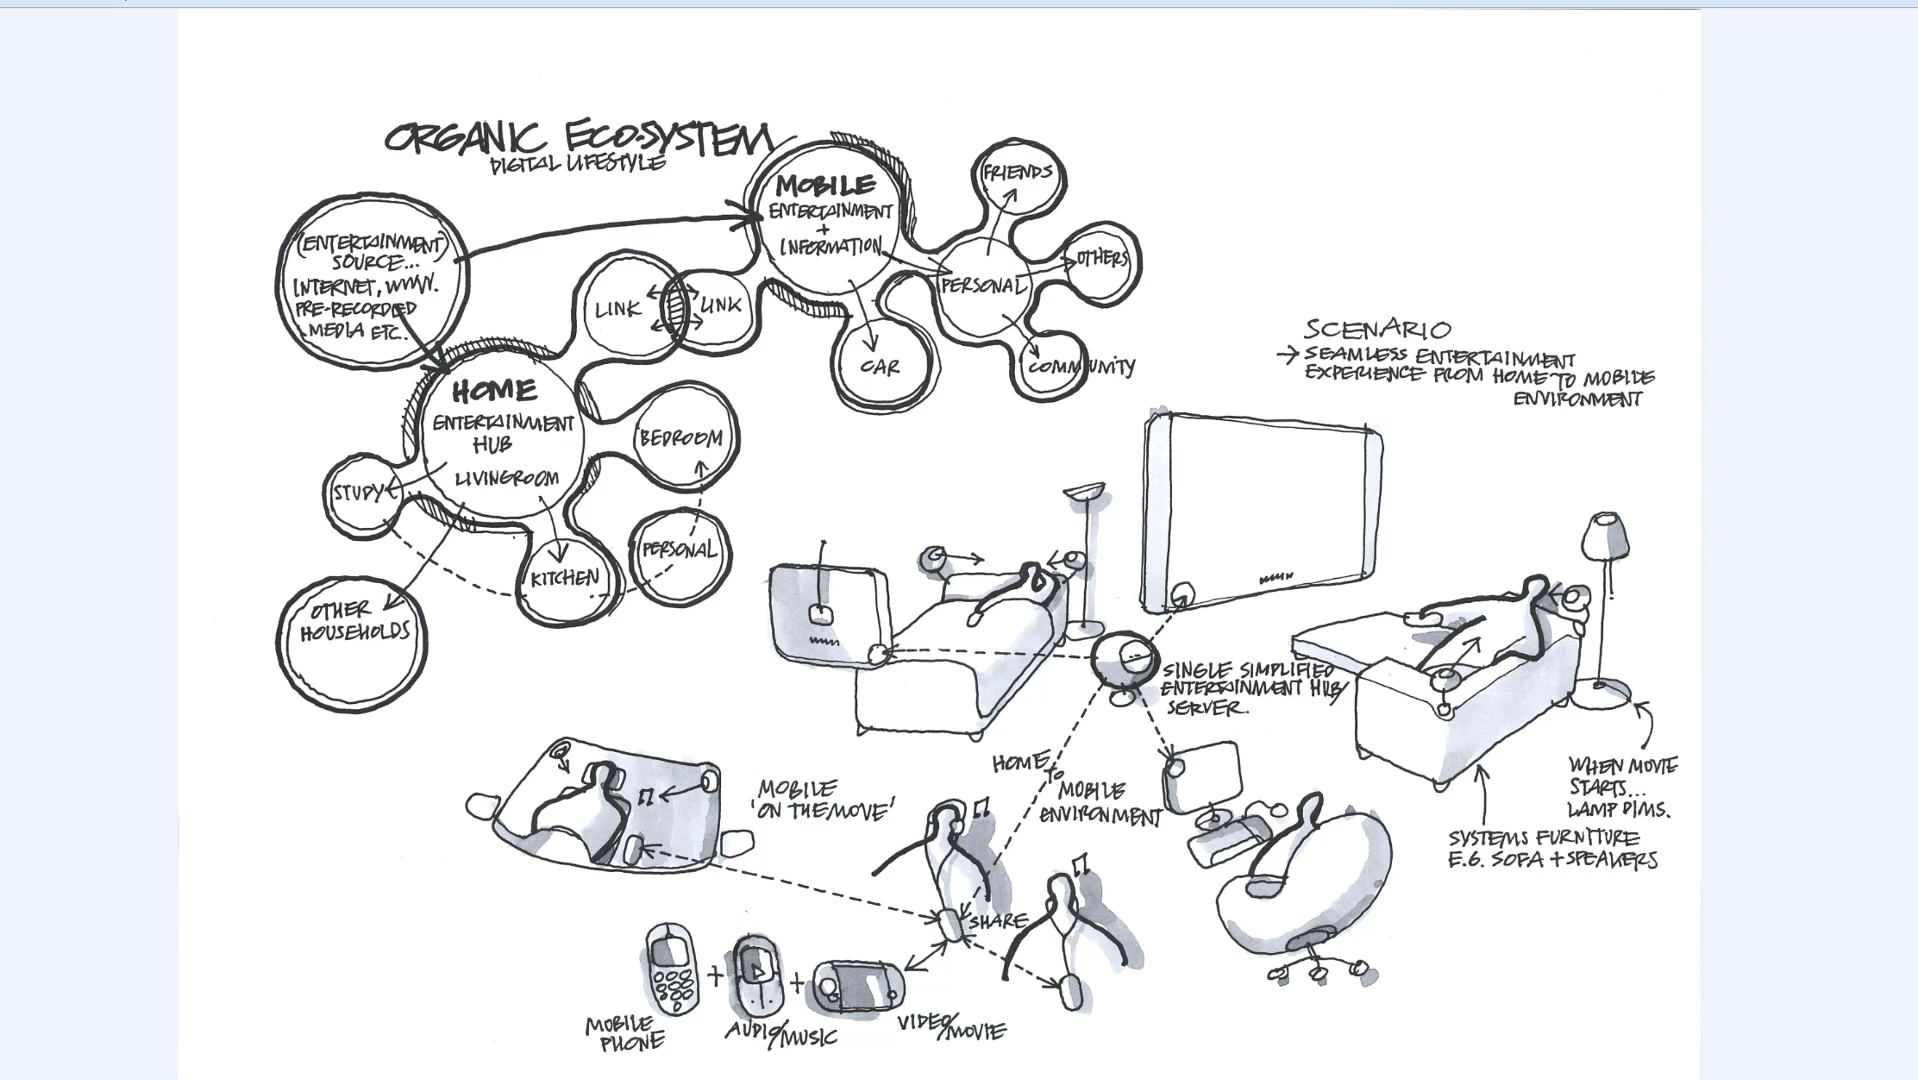 ORGANIC ECO.SYSTEM
DIGITAL LIFESTYLE
(ENTERTAINMENT)
SOURCE...
INTERNET, WWW.
PRE-RECORDED
MEDIA ETC.
MOBILE
ENTERTAINMENT
+
INFORMATION
FRIENDS
OTHERS
PERSONAL
COMMUNITY
CAR
LINK
LINK
HOME
ENTERTAINMENT
HUB
LIVINGROOM
BEDROOM
STUDY
PERSONAL
KITCHEN
OTHER
HOUSEHOLDS
SCENARIO
→ SEAMLESS ENTERTAINMENT
EXPERIENCE FROM HOME TO MOBILE
ENVIRONMENT
SINGLE SIMPLIFIED
ENTERTAINMENT HUB/
SERVER.
HOME
TO
MOBILE
ENVIRONMENT
WHEN MOVIE
STARTS...
LAMP DIMS.
SYSTEMS FURNITURE
E.G. SOFA + SPEAKERS
MOBILE
'ON THE MOVE'
SHARE
+
+
MOBILE
PHONE
AUDIO/MUSIC
VIDEO/MOVIE